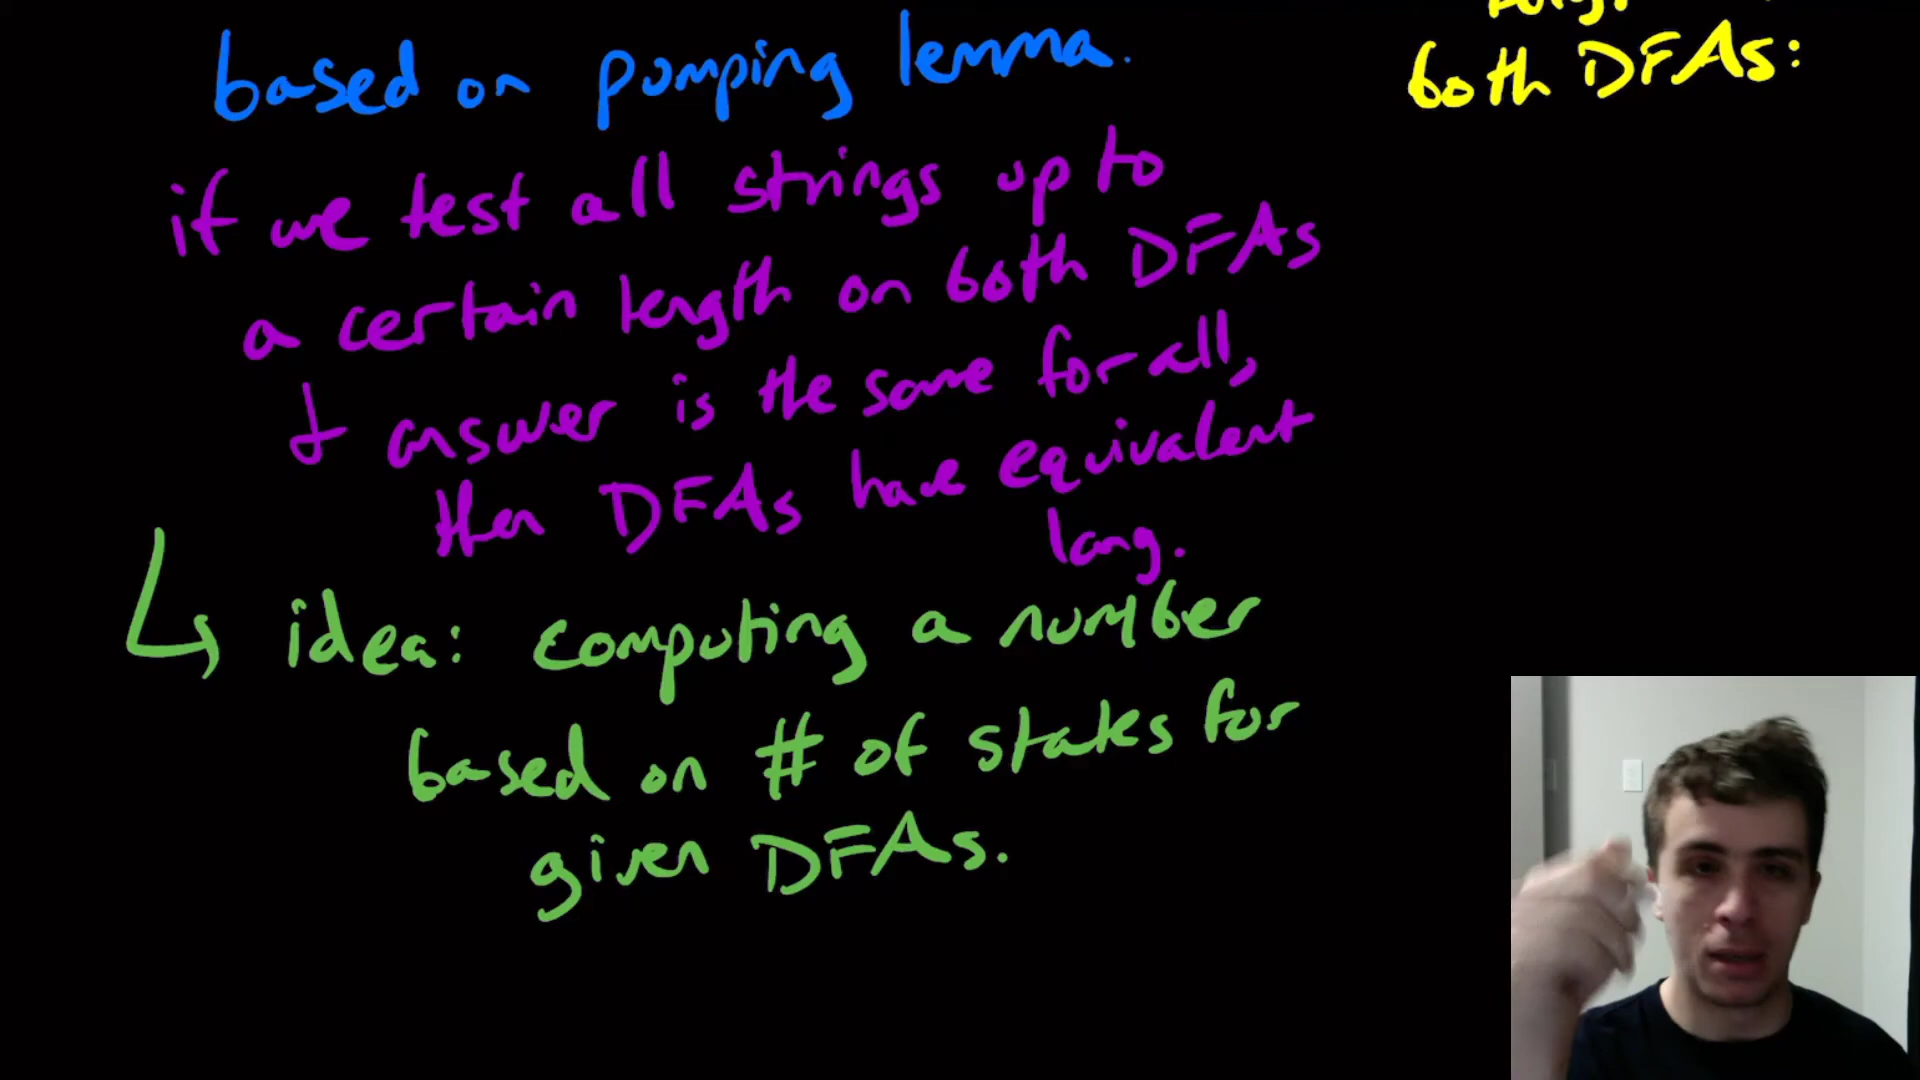 based on pumping lemma.
if we test all strings up to
a certain length on both DFAs
& answer is the same for all,
then DFAs have equivalent
lang.
idea: computing a number
based on # of states for
given DFAs.
both DFAs: